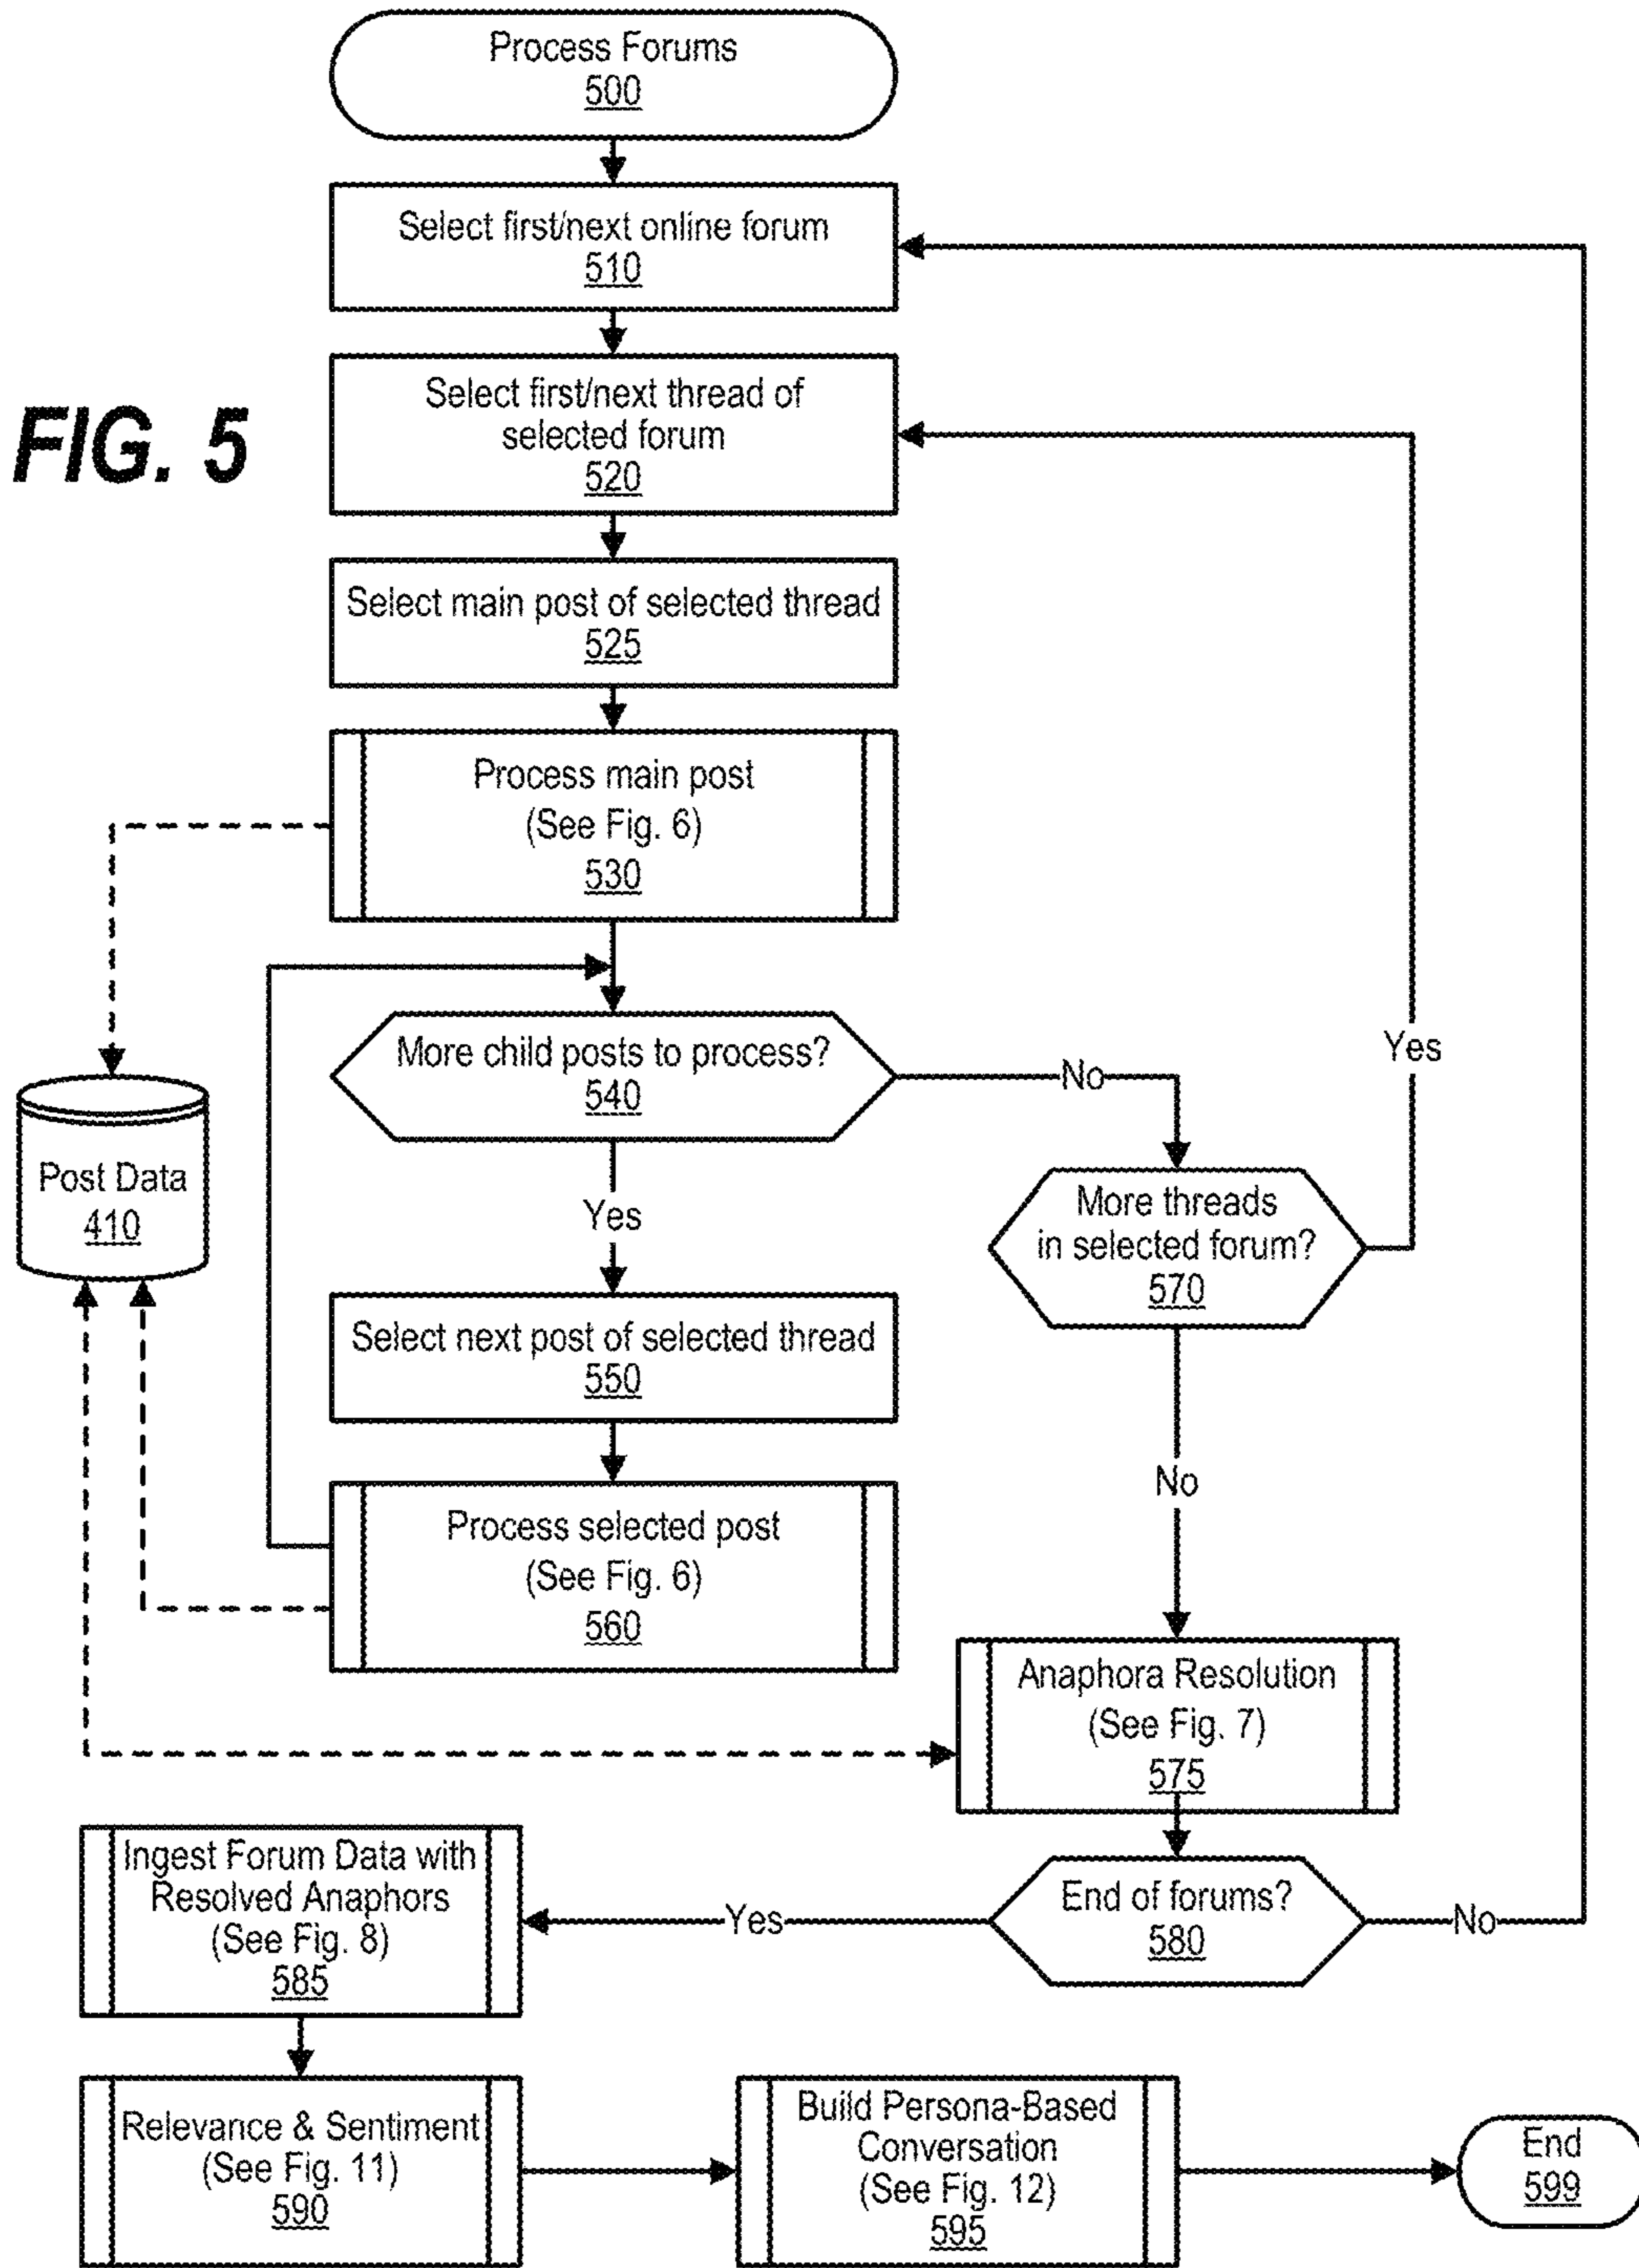 Process Forums
500
Select first/next online forum
510
FIG. 5
Select first/next thread of
selected forum
520
Select main post of selected thread
525
Process main post
(See Fig. 6)
530
More child posts to process?
540
No
Yes
Post Data
410
Yes
More threads
in selected forum?
570
Select next post of selected thread
550
No
Process selected post
(See Fig. 6)
560
Anaphora Resolution
(See Fig. 7)
575
Ingest Forum Data with
Resolved Anaphors
(See Fig. 8)
585
Yes
End of forums?
580
No
Relevance & Sentiment
(See Fig. 11)
590
Build Persona-Based
Conversation
(See Fig. 12)
595
End
599